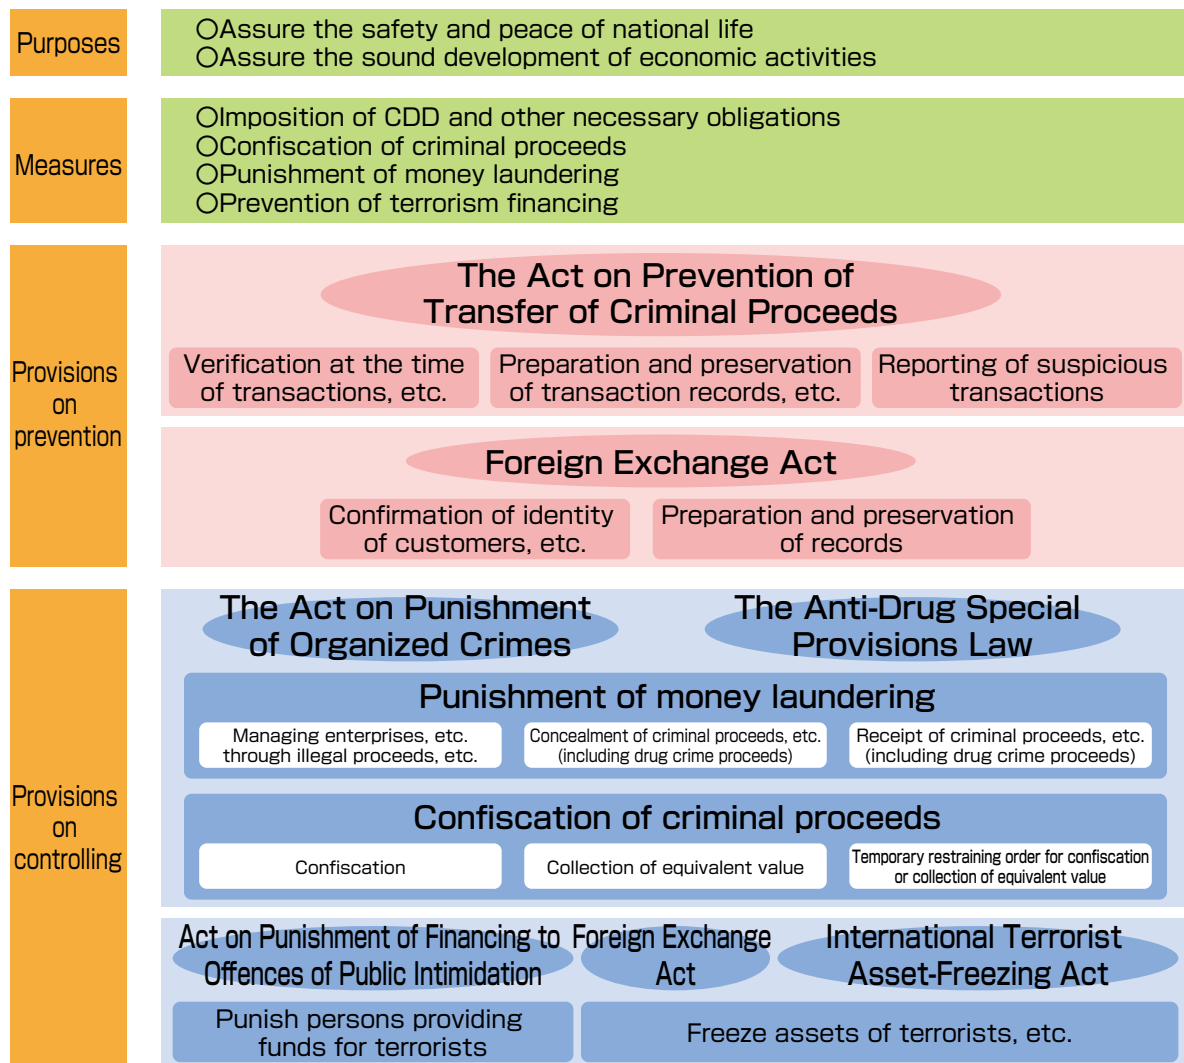 Purposes
○Assure the safety and peace of national life
○Assure the sound development of economic activities
Measures
○Imposition of CDD and other necessary obligations
○Confiscation of criminal proceeds
○Punishment of money laundering
○Prevention of terrorism financing
Provisions
on
prevention
The Act on Prevention of
Transfer of Criminal Proceeds
Verification at the time
of transactions, etc.
Preparation and preservation
of transaction records, etc.
Reporting of suspicious
transactions
Foreign Exchange Act
Confirmation of identity
of customers, etc.
Preparation and preservation
of records
Provisions
on
controlling
The Act on Punishment
of Organized Crimes
The Anti-Drug Special
Provisions Law
Punishment of money laundering
Managing enterprises, etc.
through illegal proceeds, etc.
Concealment of criminal proceeds, etc.
(including drug crime proceeds)
Receipt of criminal proceeds, etc.
(including drug crime proceeds)
Confiscation of criminal proceeds
Confiscation
Collection of equivalent value
Temporary restraining order for confiscation
or collection of equivalent value
Act on Punishment of Financing to
Offences of Public Intimidation
Foreign Exchange
Act
International Terrorist
Asset-Freezing Act
Punish persons providing
funds for terrorists
Freeze assets of terrorists, etc.